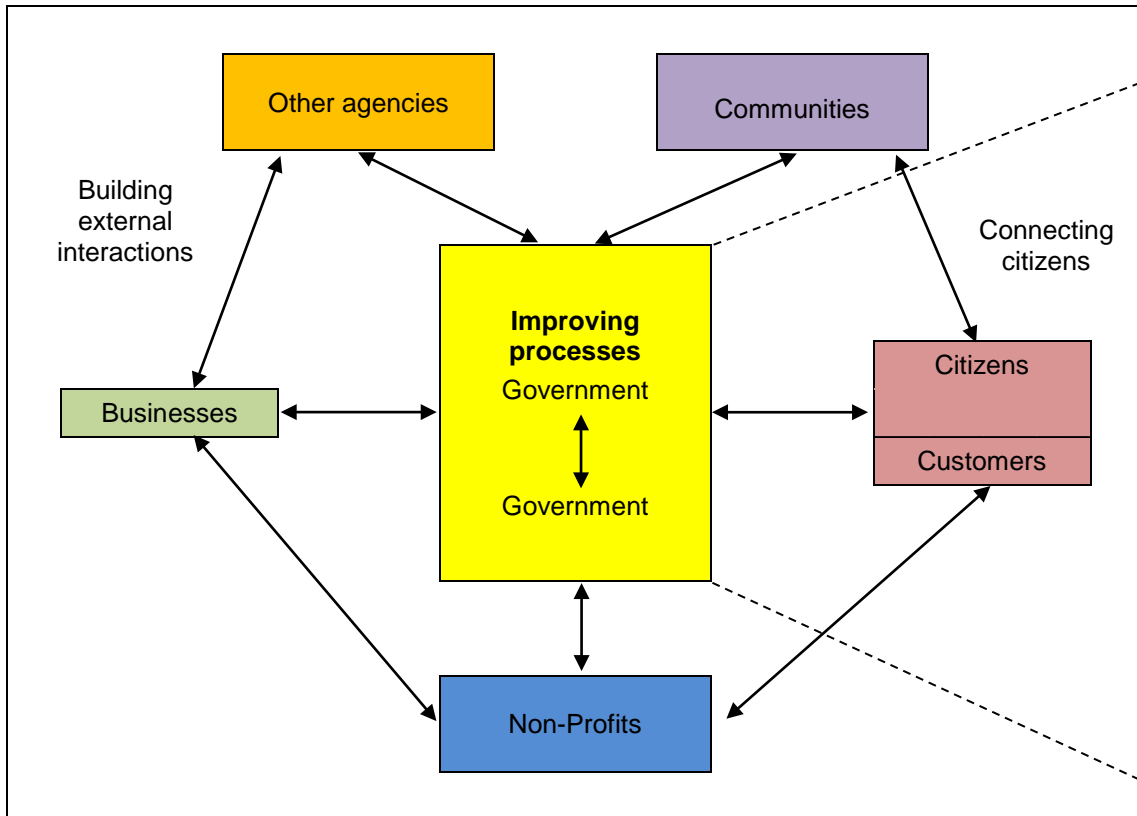 Other agencies
Communities
Building
external
interactions
Connecting
citizens
Improving
processes
Government
Government
Businesses
Citizens
Customers
Non-Profits